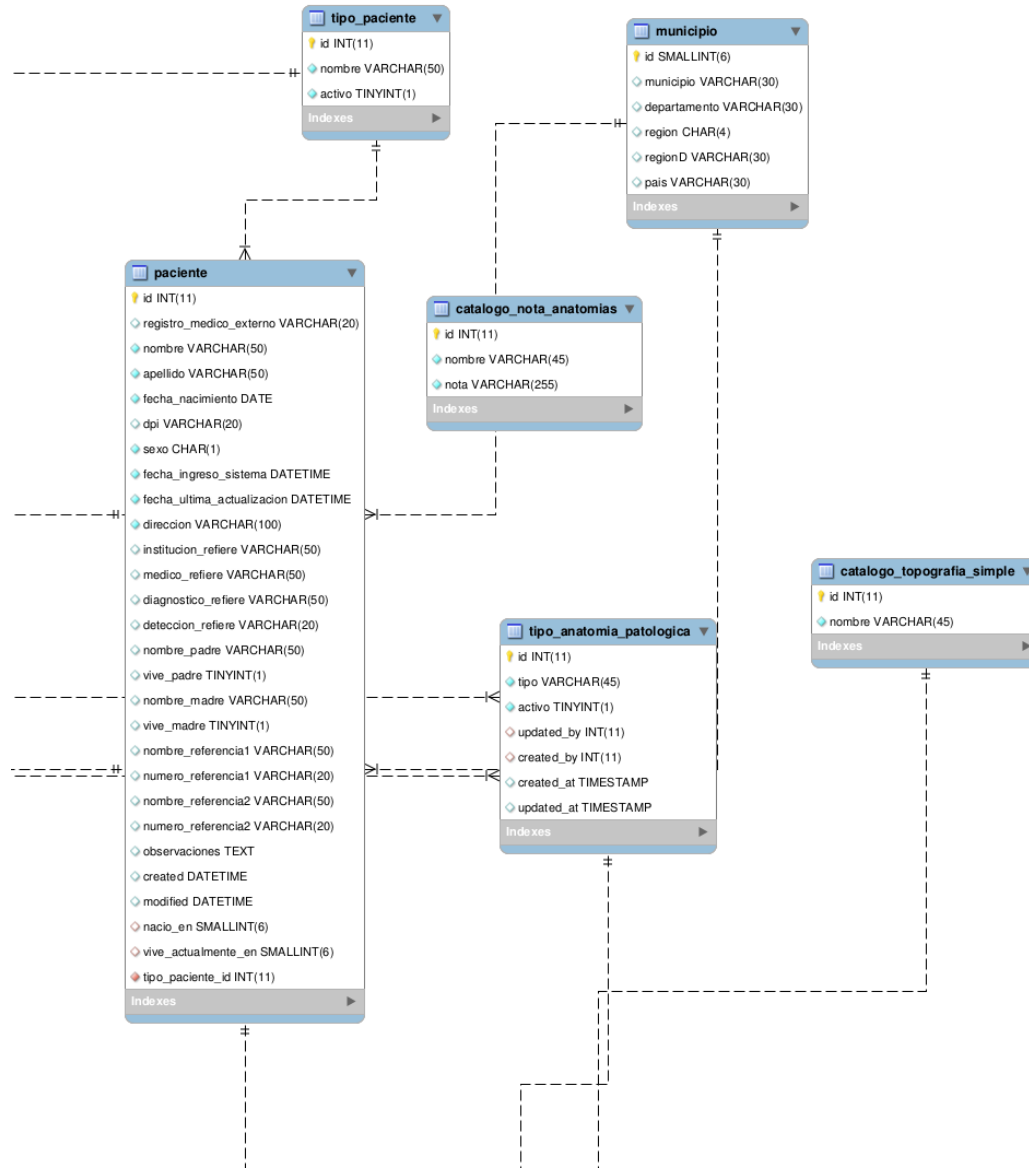 tipo_paciente
id INT(11)
nombre VARCHAR(50)
activo TINYINT(1)
Indexes
municipio
id SMALLINT(6)
municipio VARCHAR(30)
departamento VARCHAR(30)
region CHAR(4)
regionD VARCHAR(30)
pais VARCHAR(30)
Indexes
paciente
id INT(11)
registro_medico_externo VARCHAR(20)
nombre VARCHAR(50)
apellido VARCHAR(50)
fecha_nacimiento DATE
dpi VARCHAR(20)
sexo CHAR(1)
fecha_ingreso_sistema DATETIME
fecha_ultima_actualizacion DATETIME
direccion VARCHAR(100)
institucion_refiere VARCHAR(50)
medico_refiere VARCHAR(50)
diagnostico_refiere VARCHAR(50)
deteccion_refiere VARCHAR(20)
nombre_padre VARCHAR(50)
vive_padre TINYINT(1)
nombre_madre VARCHAR(50)
vive_madre TINYINT(1)
nombre_referencia1 VARCHAR(50)
numero_referencia1 VARCHAR(20)
nombre_referencia2 VARCHAR(50)
numero_referencia2 VARCHAR(20)
observaciones TEXT
created DATETIME
modified DATETIME
nacio_en SMALLINT(6)
vive_actualmente_en SMALLINT(6)
tipo_paciente_id INT(11)
Indexes
catalogo_nota_anatomias
id INT(11)
nombre VARCHAR(45)
nota VARCHAR(255)
Indexes
tipo_anatomia_patologica
id INT(11)
tipo VARCHAR(45)
activo TINYINT(1)
updated_by INT(11)
created_by INT(11)
created_at TIMESTAMP
updated_at TIMESTAMP
Indexes
catalogo_topografia_simple
id INT(11)
nombre VARCHAR(45)
Indexes